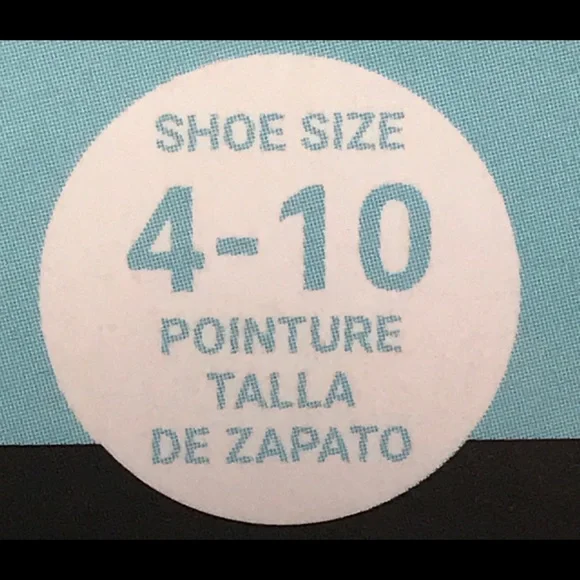 SHOE SIZE
4-10
POINTURE
TALLA
DE ZAPATO